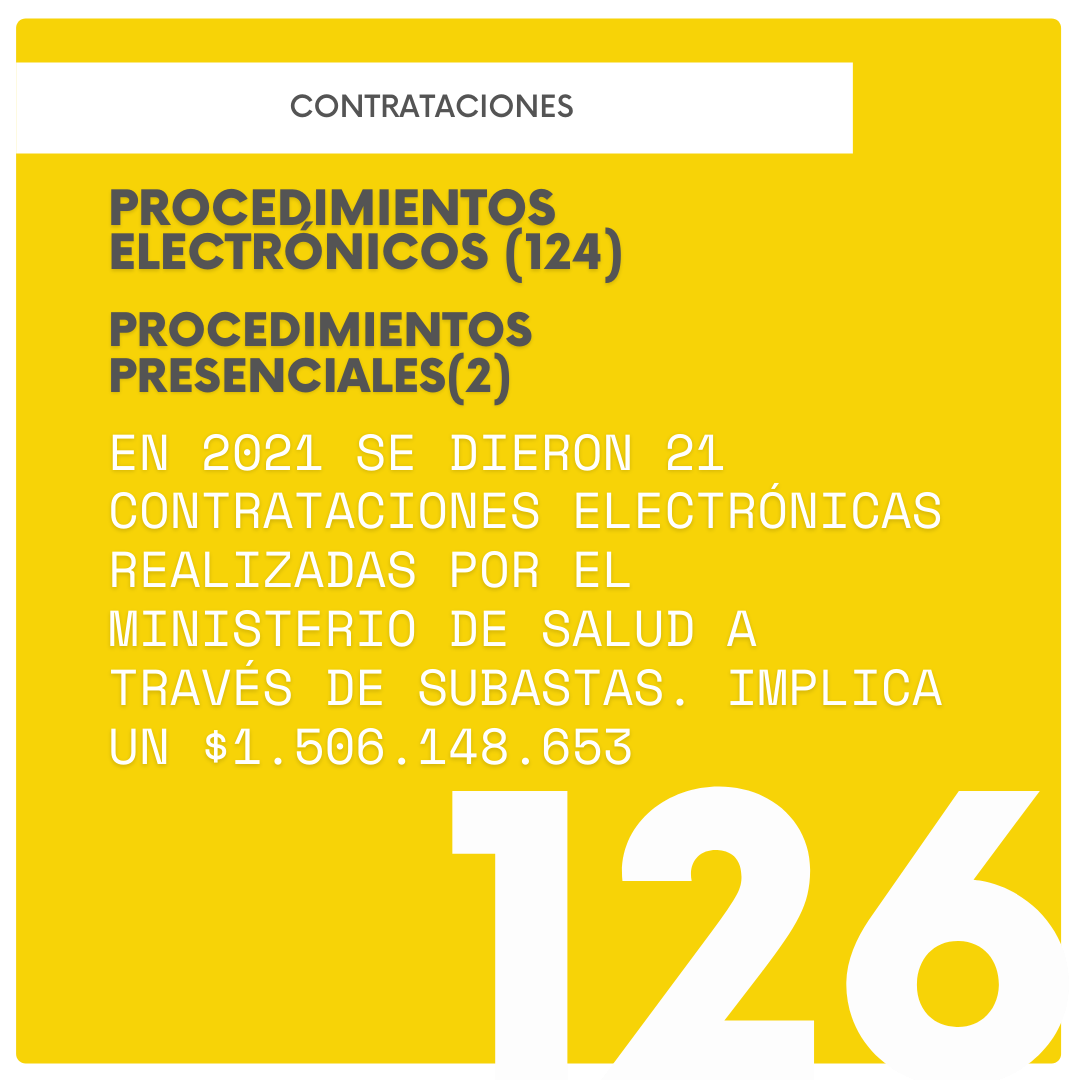 CONTRATACIONES
PROCEDIMIENTOS
ELECTRÓNICOS (124)
PROCEDIMIENTOS
PRESENCIALES(2)
EN 2021 SE DIERON 21
CONTRATACIONES ELECTRÓNICAS
REALIZADAS POR EL
MINISTERIO DE SALUD A
TRAVÉS DE SUBASTAS. IMPLICA
UN $1.506.148.653
126